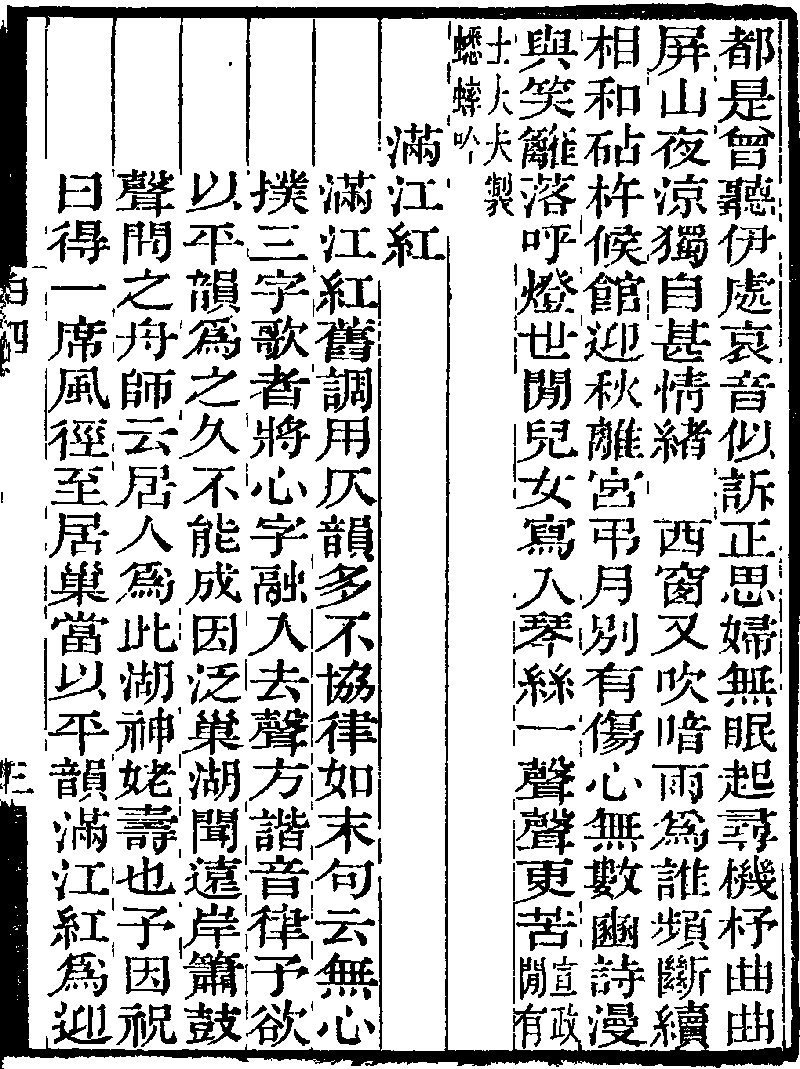 都是曾聽伊處哀音似訴正思婦無眠起尋機杼曲曲
屏山夜涼獨自甚情緒　西窗又吹暗雨爲誰頻斷續
相和砧杵候館迎秋離宮弔月別有傷心無數豳詩漫
與笑籬落呼燈世閒兒女寫入琴絲一聲聲更苦宣政閒有
士大夫製蟋蟀吟
滿江紅
滿江紅舊調用仄韻多不協律如末句云無心
撲三字歌者將心字融入去聲方諧音律予欲
以平韻爲之久不能成因泛巢湖聞遠岸簫鼓
聲問之舟師云居人爲此湖神姥壽也予因祝
曰得一席風徑至居巢當以平韻滿江紅爲迎